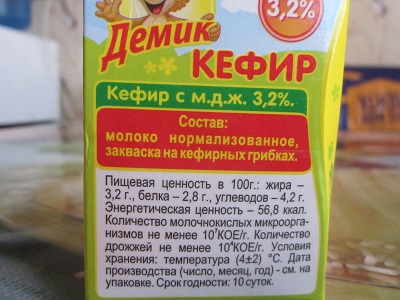 3,2%
Демик
КЕФИР
Кефир с м.д.ж. 3,2%.
Состав:
молоко нормализованное,
закваска на кефирных грибках.
Пищевая ценность в 100г.: жира –
3,2 г., белка – 2,8 г., углеводов – 4,2 г.
Энергетическая ценность – 56,8 ккал.
Количество молочнокислых микроорга-
низмов не менее 10⁷КОЕ/г. Количество
дрожжей не менее 10⁴КОЕ/г. Условия
хранения: температура (4±2) °С. Дата
производства (число, месяц, год) - см. на
упаковке. Срок годности: 10 суток.